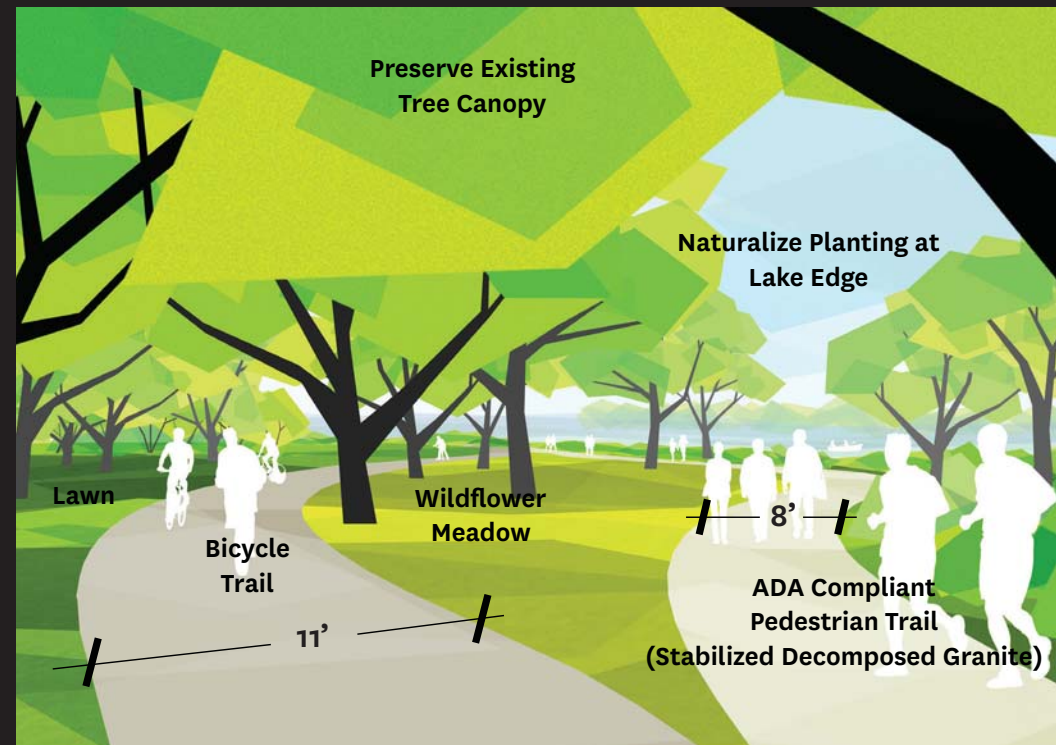 Preserve Existing
Tree Canopy
Naturalize Planting at
Lake Edge
Lawn
Wildflower
Meadow
8’
Bicycle
Trail
ADA Compliant
Pedestrian Trail
(Stabilized Decomposed Granite)
11’